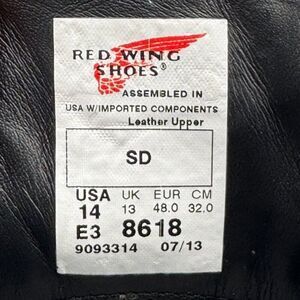 RED WING
SHOES®
ASSEMBLED IN
USA W/IMPORTED COMPONENTS
Leather Upper
SD
USA UK EUR CM
14 13 48.0 32.0
E3 8618
9093314 07/13